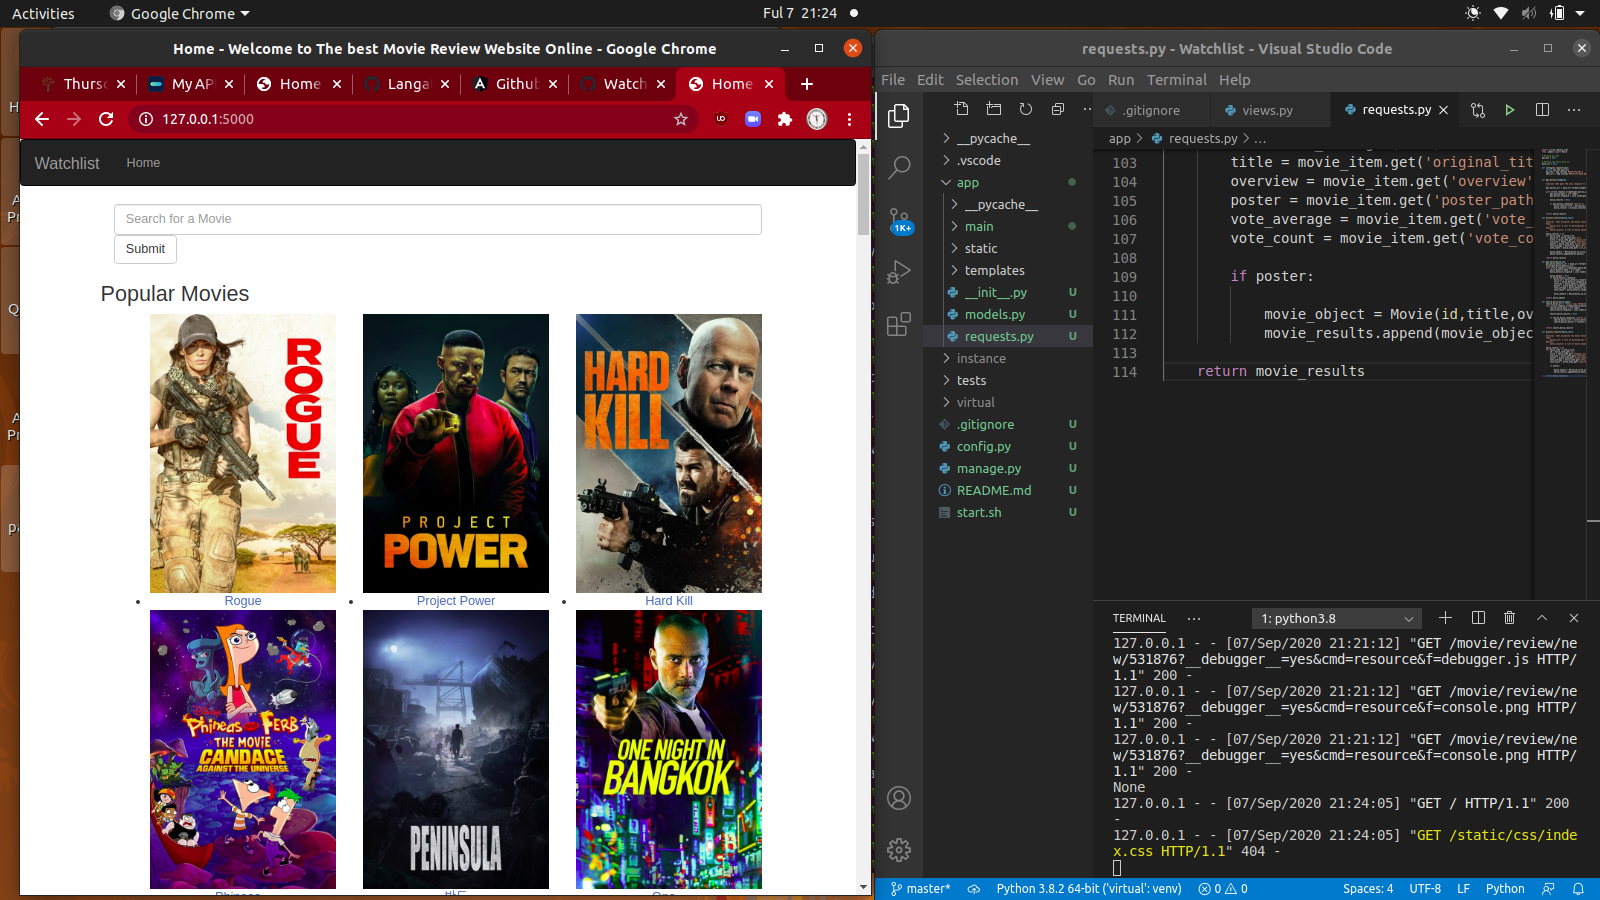 Activities
Google Chrome
Ful 7 21:24
Home - Welcome to The best Movie Review Website Online - Google Chrome
Thurs
My AP
Home
Langa
Github
Watch
Home
127.0.0.1:5000
Watchlist
Home
Search for a Movie
Submit
Popular Movies
ROGUE
PROJECT
POWER
HARD
KILL
Rogue
Project Power
Hard Kill
Disney
Phineas and Ferb
THE MOVIE
CANDACE
AGAINST THE UNIVERSE
PENINSULA
ONE NIGHT IN
BANGKOK
requests.py - Watchlist - Visual Studio Code
File Edit Selection View Go Run Terminal Help
.gitignore
views.py
requests.py
app > requests.py > ...
__pycache__
.vscode
app
__pycache__
main
static
templates
__init__.py U
models.py U
requests.py U
instance
tests
virtual
.gitignore U
config.py U
manage.py U
README.md U
start.sh U
1K+
103 title = movie_item.get('original_tit
104 overview = movie_item.get('overview'
105 poster = movie_item.get('poster_path
106 vote_average = movie_item.get('vote_
107 vote_count = movie_item.get('vote_co
108
109 if poster:
110
111 movie_object = Movie(id,title,ov
112 movie_results.append(movie_objec
113
114 return movie_results
TERMINAL
1: python3.8
127.0.0.1 - - [07/Sep/2020 21:21:12] "GET /movie/review/ne
w/531876?__debugger__=yes&cmd=resource&f=debugger.js HTTP/
1.1" 200 -
127.0.0.1 - - [07/Sep/2020 21:21:12] "GET /movie/review/ne
w/531876?__debugger__=yes&cmd=resource&f=console.png HTTP/
1.1" 200 -
127.0.0.1 - - [07/Sep/2020 21:21:12] "GET /movie/review/ne
w/531876?__debugger__=yes&cmd=resource&f=console.png HTTP/
1.1" 200 -
None
127.0.0.1 - - [07/Sep/2020 21:24:05] "GET / HTTP/1.1" 200
-
127.0.0.1 - - [07/Sep/2020 21:24:05] "GET /static/css/inde
x.css HTTP/1.1" 404 -
master*
Python 3.8.2 64-bit ('virtual': venv)
0 0
Spaces: 4
UTF-8
LF
Python